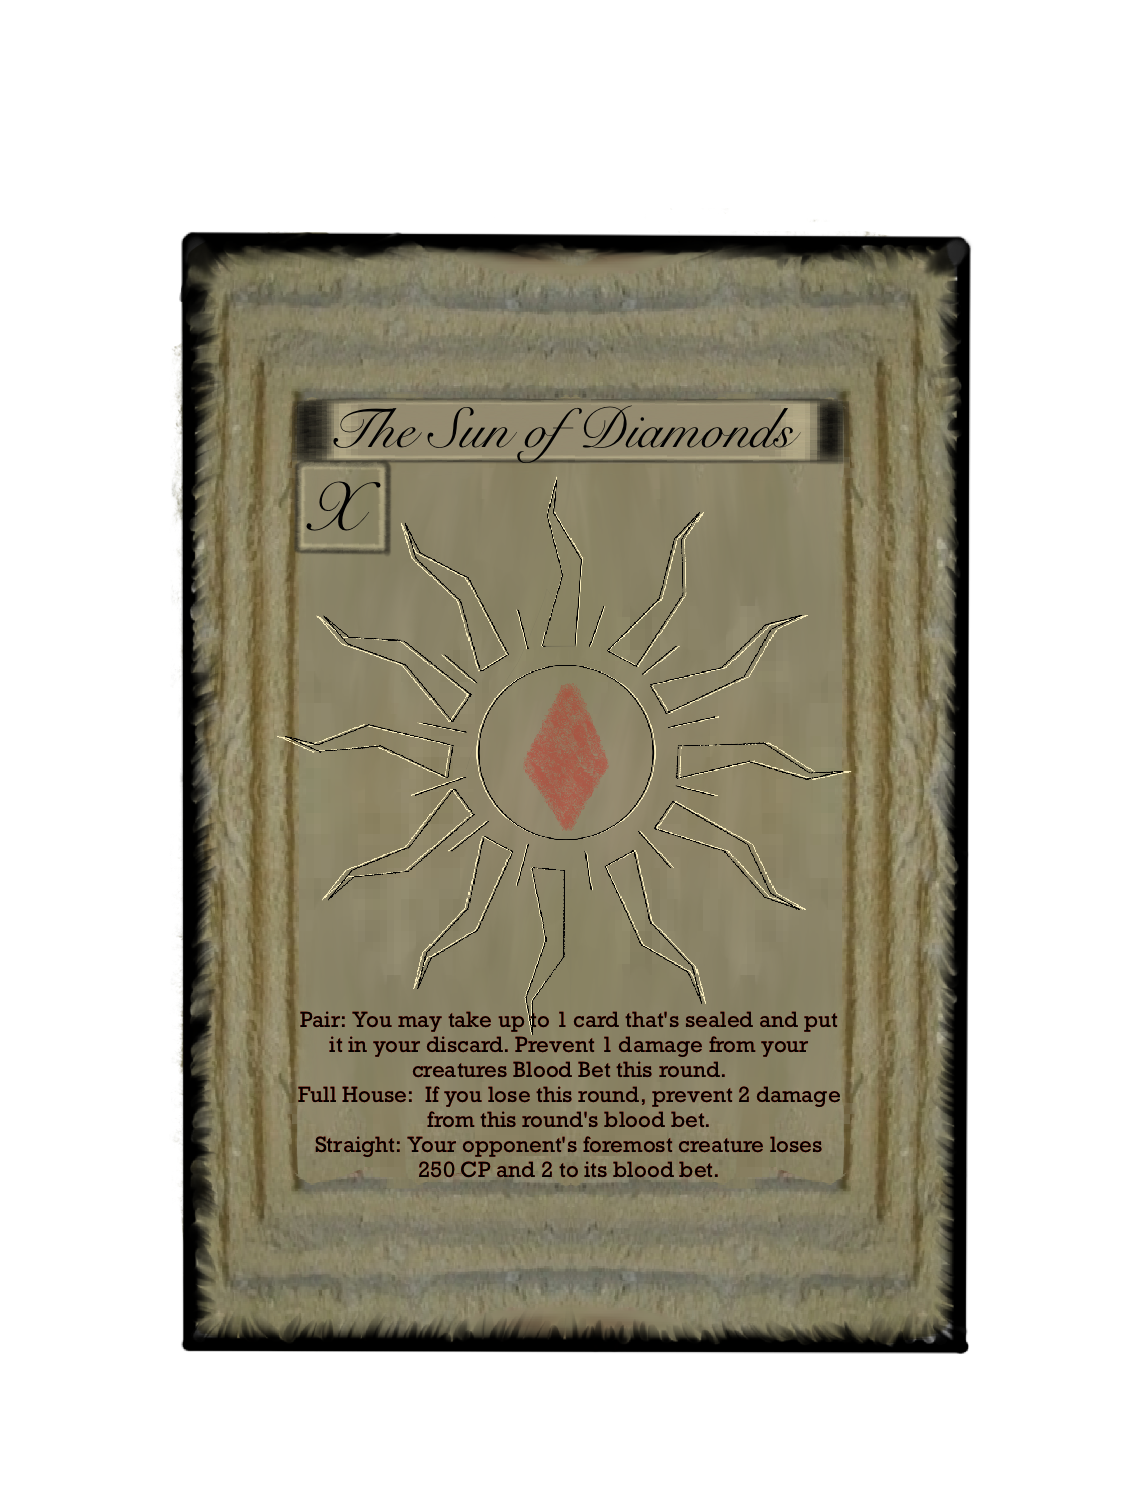 The Sun of Diamonds
X
Pair: You may take up to 1 card that's sealed and put
it in your discard. Prevent 1 damage from your
creatures Blood Bet this round.
Full House:  If you lose this round, prevent 2 damage
from this round's blood bet.
Straight: Your opponent's foremost creature loses
250 CP and 2 to its blood bet.